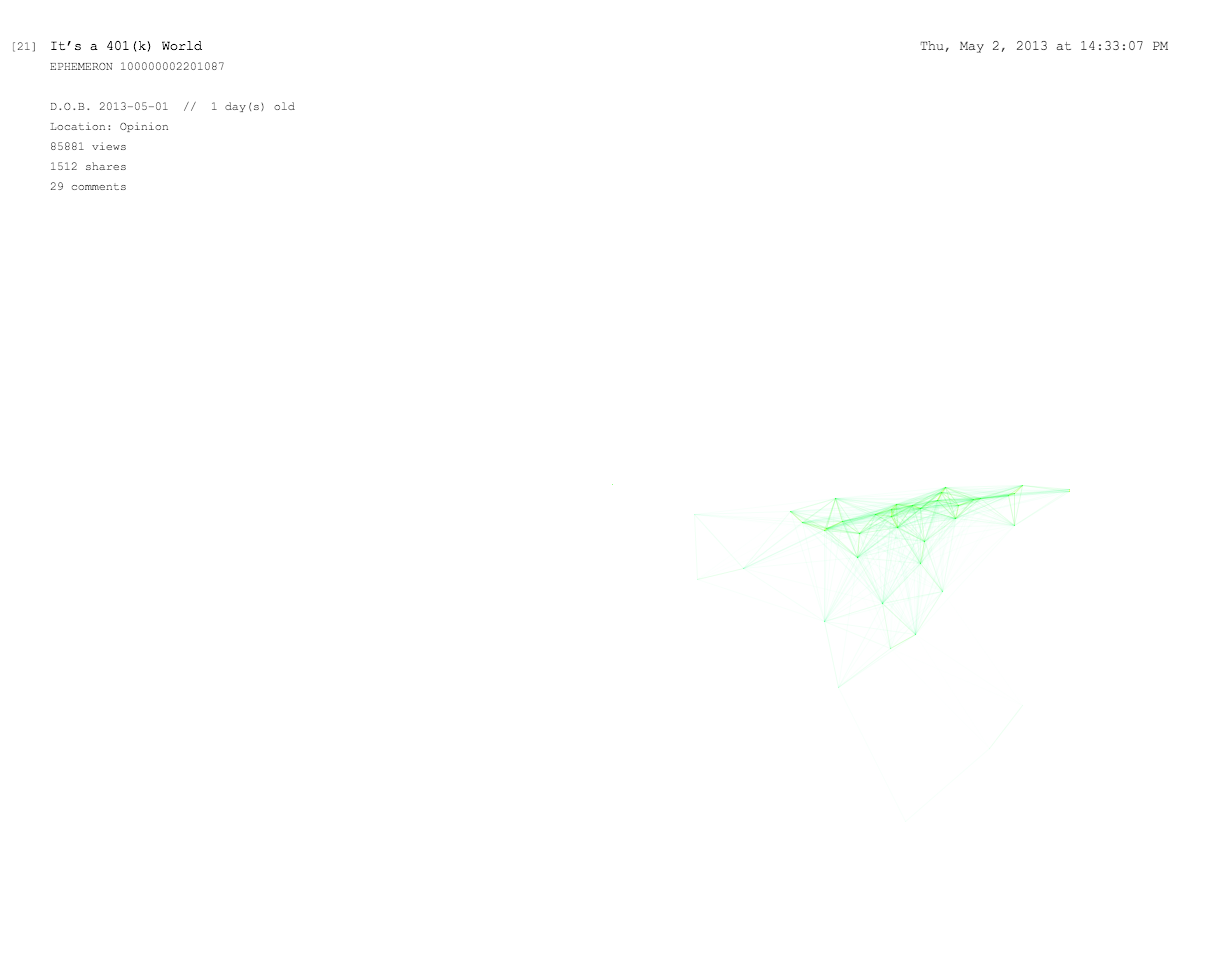 [21] It's a 401(k) World
Thu, May 2, 2013 at 14:33:07 PM
EPHEMERON 100000002201087
D.O.B. 2013-05-01 // 1 day(s) old
Location: Opinion
85881 views
1512 shares
29 comments